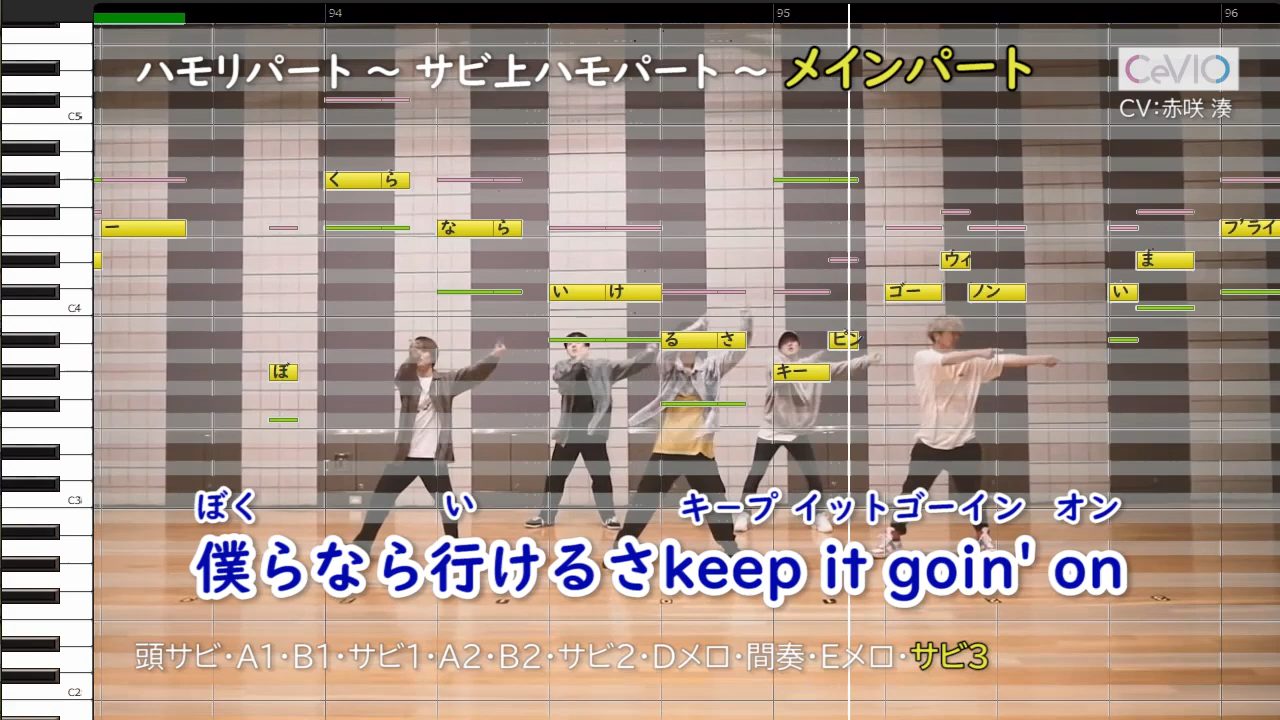 94 95 96
ハモリパート ～ サビ上ハモパート ～ メインパート
CeVIO
CV:赤咲 湊
C5
く ら
ー な ら ブライ
ウィ ま
い け ゴー ノン い
C4
る さ ピン
ぼ キー
C3
ぼく い キープ イットゴーイン オン
僕らなら行けるさkeep it goin' on
頭サビ・A1・B1・サビ1・A2・B2・サビ2・Dメロ・間奏・Eメロ・サビ3
C2